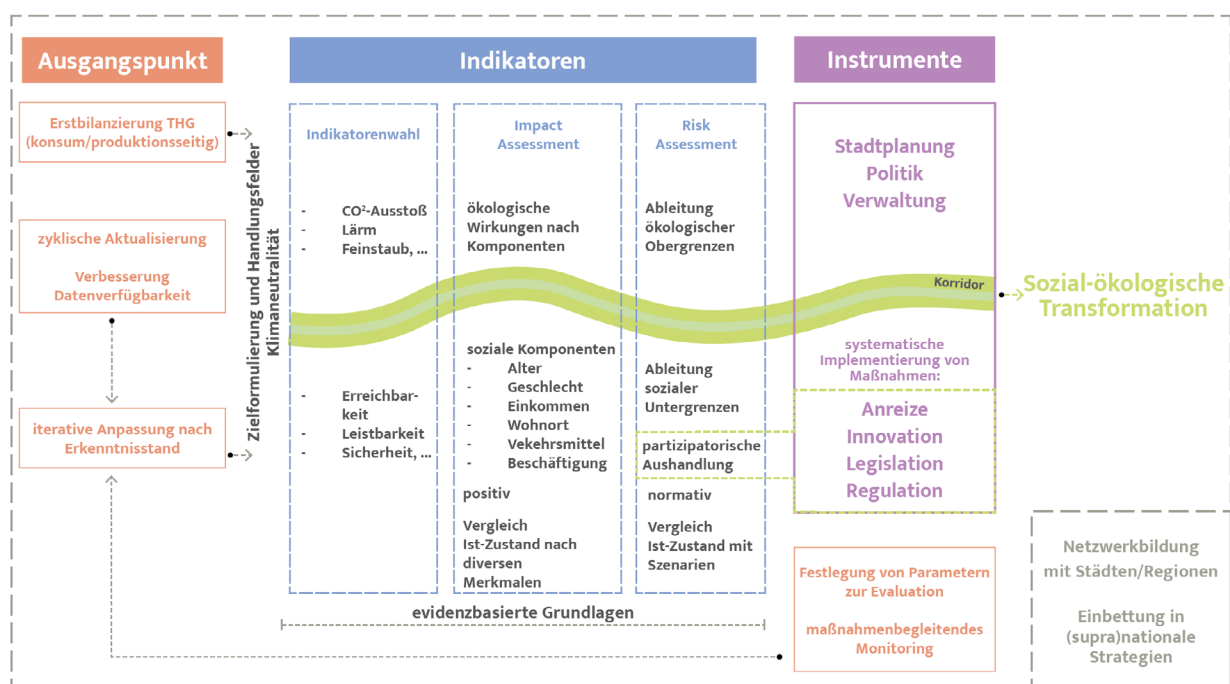 Ausgangspunkt
Erstbilanzierung THG
(konsum/produktionsseitig)
zyklische Aktualisierung
Verbesserung
Datenverfügbarkeit
iterative Anpassung nach
Erkenntnisstand
Zielformulierung und Handlungsfelder
Klimaneutralität
Indikatoren
Indikatorenwahl
- CO²-Ausstoß
- Lärm
- Feinstaub, ...
- Erreichbar-
keit
- Leistbarkeit
- Sicherheit, ...
Impact
Assessment
ökologische
Wirkungen nach
Komponenten
soziale Komponenten
- Alter
- Geschlecht
- Einkommen
- Wohnort
- Vekehrsmittel
- Beschäftigung
positiv
Vergleich
Ist-Zustand nach
diversen
Merkmalen
Risk
Assessment
Ableitung
ökologischer
Obergrenzen
Ableitung
sozialer
Untergrenzen
partizipatorische
Aushandlung
normativ
Vergleich
Ist-Zustand mit
Szenarien
evidenzbasierte Grundlagen
Instrumente
Stadtplanung
Politik
Verwaltung
Korridor
systematische
Implementierung von
Maßnahmen:
Anreize
Innovation
Legislation
Regulation
Festlegung von Parametern
zur Evaluation
maßnahmenbegleitendes
Monitoring
Sozial-ökologische
Transformation
Netzwerkbildung
mit Städten/Regionen
Einbettung in
(supra)nationale
Strategien